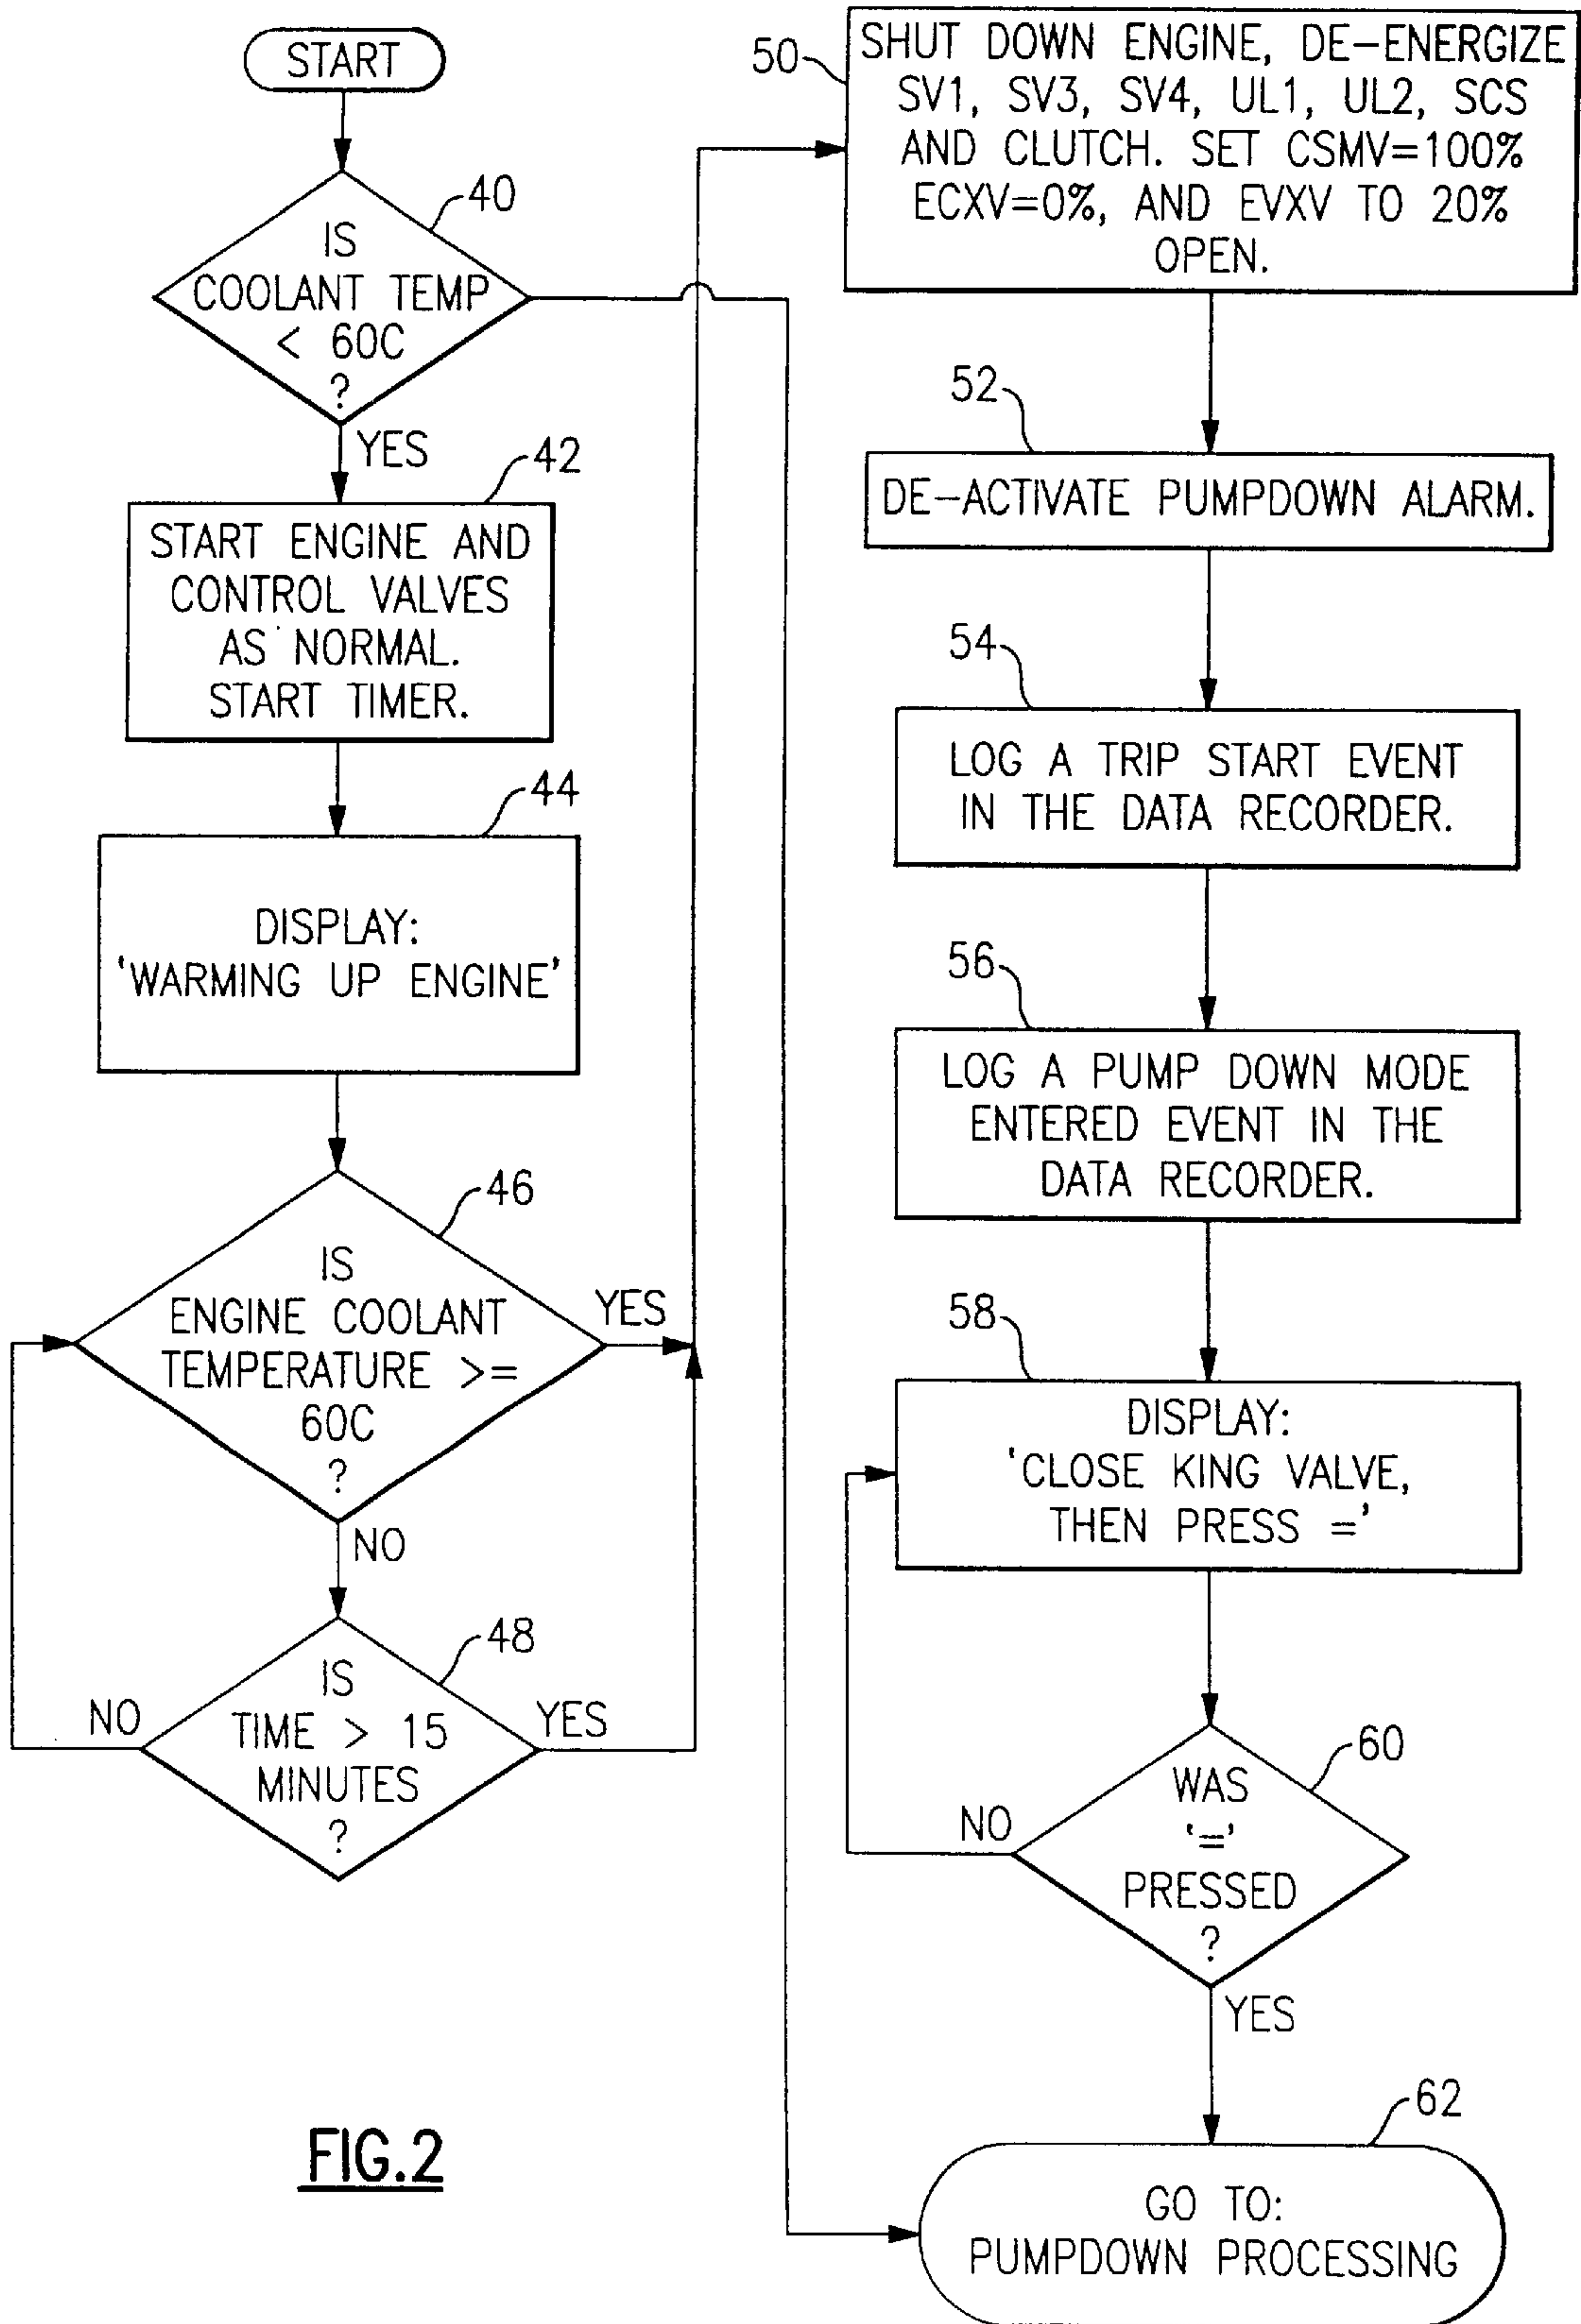 START
40
IS
COOLANT TEMP
< 60C
?
YES
42
START ENGINE AND
CONTROL VALVES
AS NORMAL.
START TIMER.
44
DISPLAY:
'WARMING UP ENGINE'
46
IS
ENGINE COOLANT
TEMPERATURE >=
60C
?
YES
NO
48
IS
TIME > 15
MINUTES
?
NO
YES
50
SHUT DOWN ENGINE, DE-ENERGIZE
SV1, SV3, SV4, UL1, UL2, SCS
AND CLUTCH. SET CSMV=100%
ECXV=0%, AND EVXV TO 20%
OPEN.
52
DE-ACTIVATE PUMPDOWN ALARM.
54
LOG A TRIP START EVENT
IN THE DATA RECORDER.
56
LOG A PUMP DOWN MODE
ENTERED EVENT IN THE
DATA RECORDER.
58
DISPLAY:
'CLOSE KING VALVE,
THEN PRESS ='
60
WAS
'='
PRESSED
?
NO
YES
62
GO TO:
PUMPDOWN PROCESSING
FIG.2